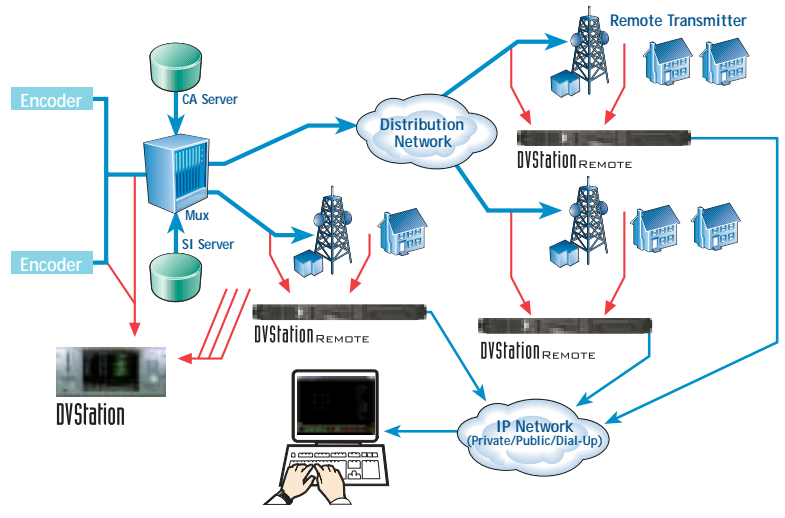 Remote Transmitter
Encoder
CA Server
Distribution
Network
DVStation REMOTE
Mux
SI Server
Encoder
DVStation REMOTE
DVStation REMOTE
DVStation
IP Network
(Private/Public/Dial-Up)